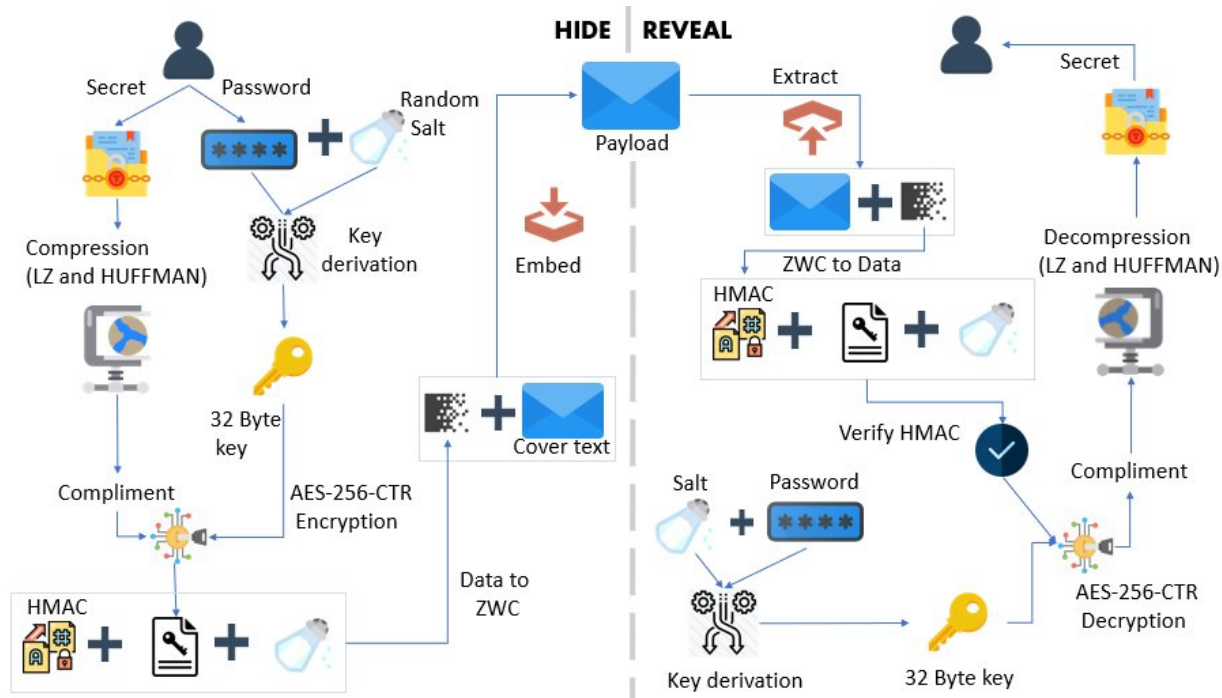 HIDE
REVEAL
Secret
Password
Random
Salt
****
Compression
(LZ and HUFFMAN)
Key
derivation
32 Byte
key
Compliment
AES-256-CTR
Encryption
HMAC
Data to
ZWC
Cover text
Embed
Payload
Extract
ZWC to Data
HMAC
Verify HMAC
Salt
Password
****
Key derivation
32 Byte key
AES-256-CTR
Decryption
Compliment
Decompression
(LZ and HUFFMAN)
Secret